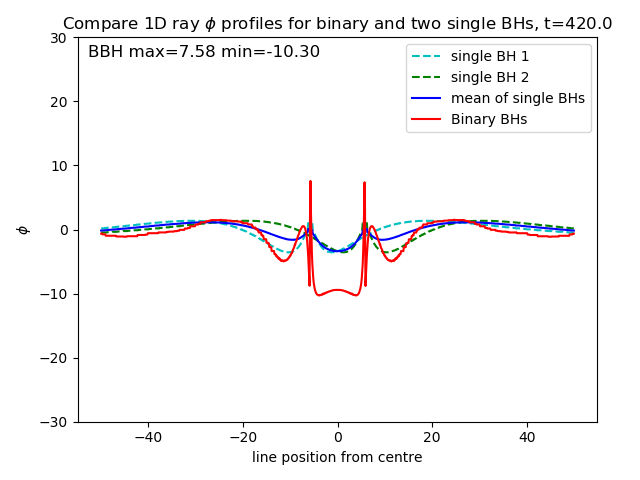 Compare 1D ray ϕ profiles for binary and two single BHs, t=420.0
BBH max=7.58 min=-10.30
single BH 1
single BH 2
mean of single BHs
Binary BHs
30
20
10
0
−10
−20
−30
ϕ
−40
−20
0
20
40
line position from centre